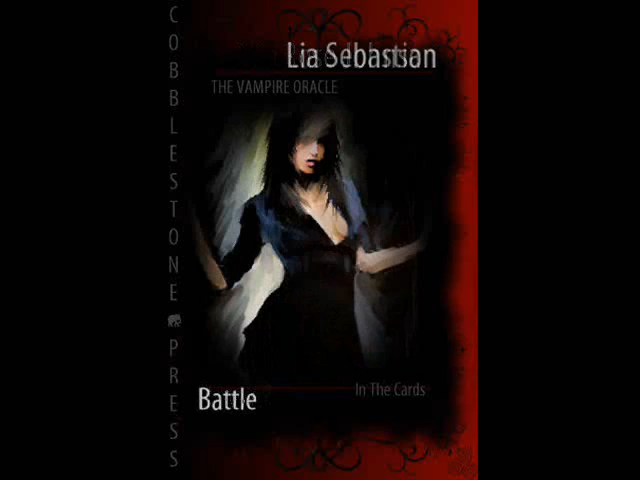 COBBLESTONE PRESS
Lia Sebastian
THE VAMPIRE ORACLE
In The Cards
Battle